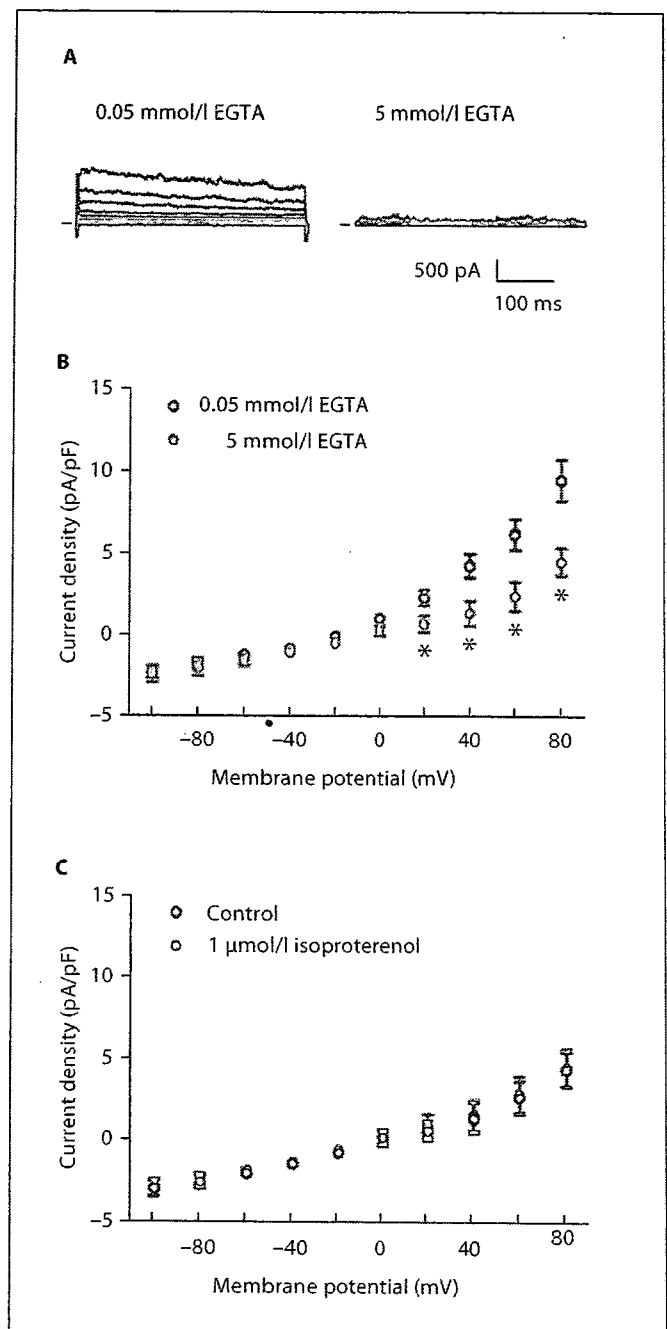 A
0.05 mmol/l EGTA 5 mmol/l EGTA
500 pA
100 ms
B
15
10
5
0
−5
0.05 mmol/l EGTA
5 mmol/l EGTA
Current density (pA/pF)
* * * *
−80 −40 0 40 80
Membrane potential (mV)
C
15
10
5
0
−5
Control
1 μmol/l isoproterenol
Current density (pA/pF)
−80 −40 0 40 80
Membrane potential (mV)